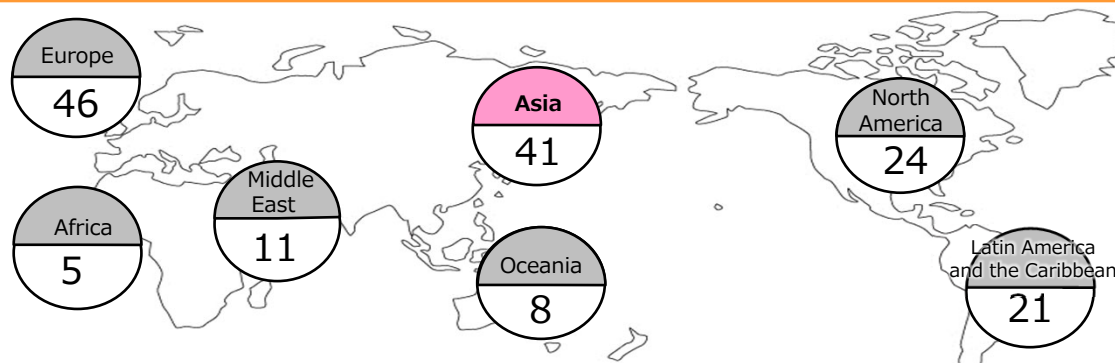 Europe
46
Asia
41
North
America
24
Middle
East
11
Africa
5
Oceania
8
Latin America
and the Caribbean
21